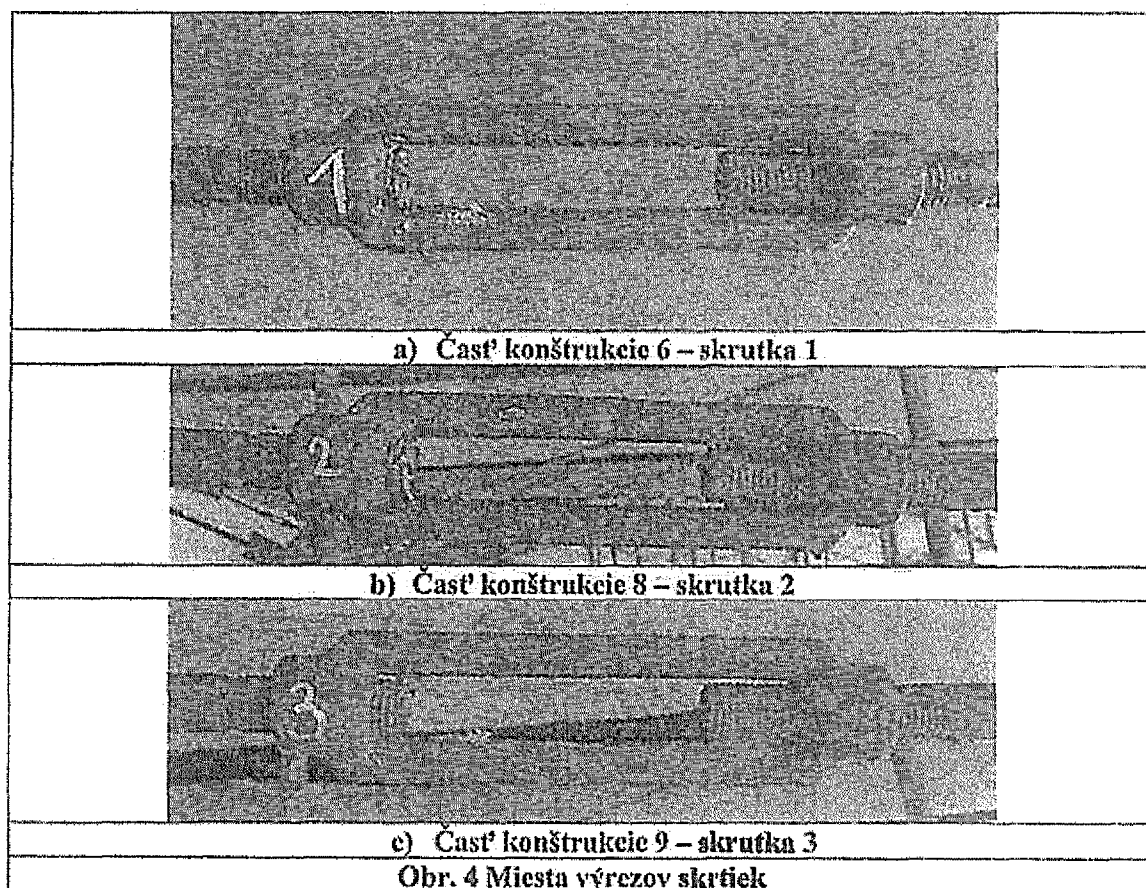 1
a) Časť konštrukcie 6 – skrutka 1
2
b) Časť konštrukcie 8 – skrutka 2
3
c) Časť konštrukcie 9 – skrutka 3
Obr. 4 Miesta výrezov skrtiek